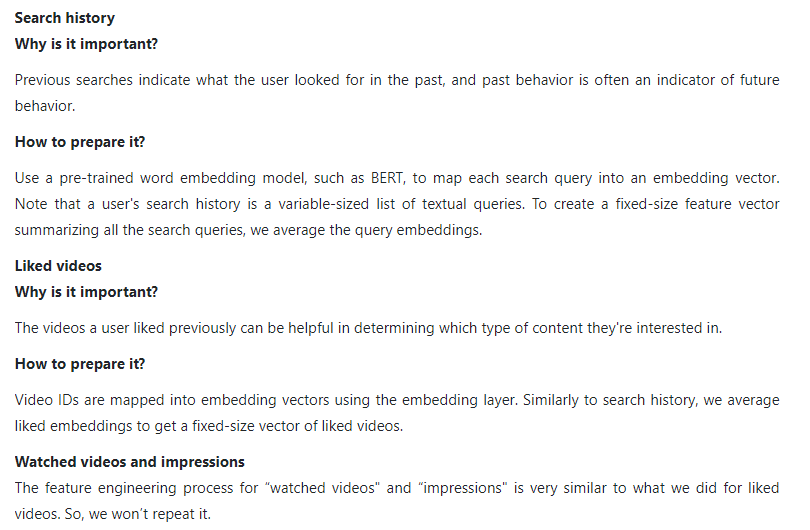 Search history
Why is it important?
Previous searches indicate what the user looked for in the past, and past behavior is often an indicator of future
behavior.
How to prepare it?
Use a pre-trained word embedding model, such as BERT, to map each search query into an embedding vector.
Note that a user's search history is a variable-sized list of textual queries. To create a fixed-size feature vector
summarizing all the search queries, we average the query embeddings.
Liked videos
Why is it important?
The videos a user liked previously can be helpful in determining which type of content they're interested in.
How to prepare it?
Video IDs are mapped into embedding vectors using the embedding layer. Similarly to search history, we average
liked embeddings to get a fixed-size vector of liked videos.
Watched videos and impressions
The feature engineering process for “watched videos" and “impressions" is very similar to what we did for liked
videos. So, we won’t repeat it.